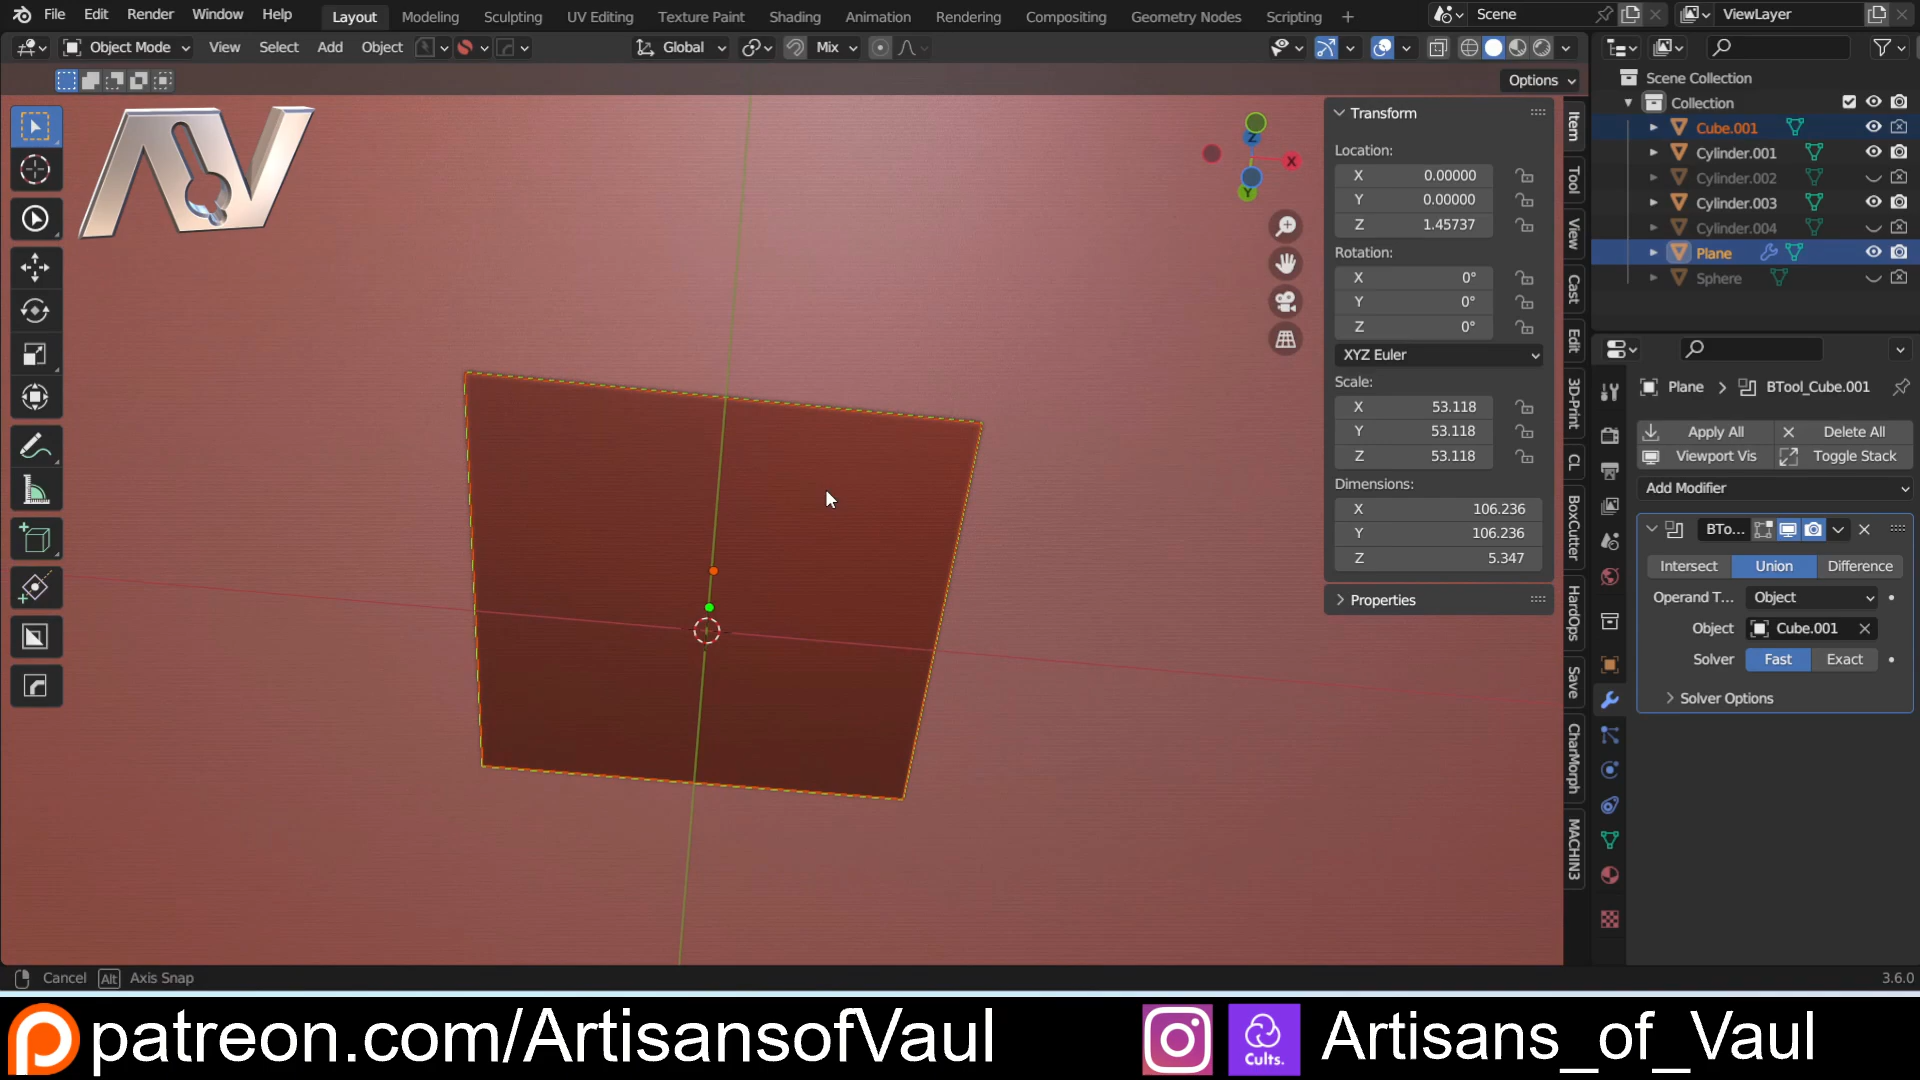 File Edit Render Window Help Layout Modeling Sculpting UV Editing Texture Paint Shading Animation Rendering Compositing Geometry Nodes Scripting + Scene ViewLayer
Object Mode View Select Add Object Global Mix
Options
AV
Transform
Location:
X 0.00000
Y 0.00000
Z 1.45737
Rotation:
X 0°
Y 0°
Z 0°
XYZ Euler
Scale:
X 53.118
Y 53.118
Z 53.118
Dimensions:
X 106.236
Y 106.236
Z 5.347
Properties
Z
X
Y
Item
Tool
View
Cast
Edit
3D-Print
CL
BoxCutter
HardOps
Save
CharMorph
MACHIN3
Scene Collection
Collection
Cube.001
Cylinder.001
Cylinder.002
Cylinder.003
Cylinder.004
Plane
Sphere
Plane > BTool_Cube.001
Apply All Delete All
Viewport Vis Toggle Stack
Add Modifier
BTo...
Intersect Union Difference
Operand T... Object
Object Cube.001
Solver Fast Exact
Solver Options
Cancel Alt Axis Snap 3.6.0
patreon.com/ArtisansofVaul Cults. Artisans_of_Vaul